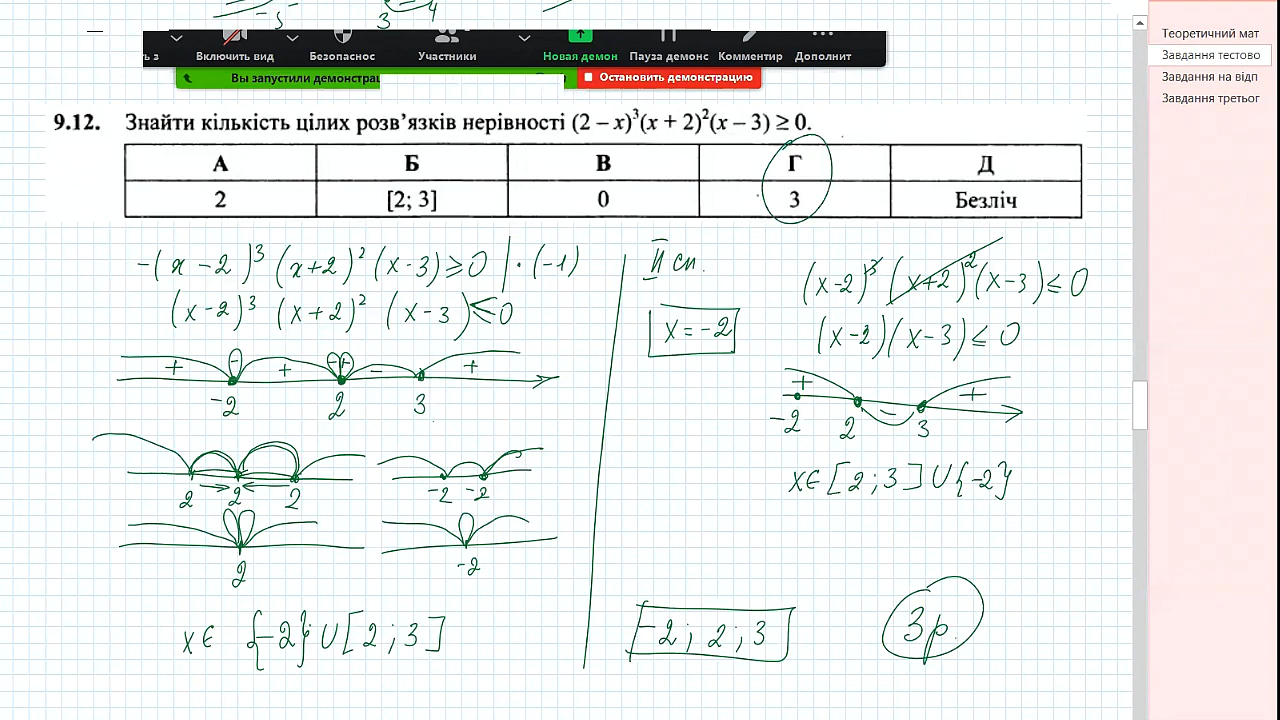 -5
3 4
ть з Включить вид Безопаснос Участники Новая демон Пауза демонс Комментир Дополнит
Вы запустили демонстрац Остановить демонстрацию
Теоретичний мат
Завдання тестово
Завдання на відп
Завдання третьог
9.12. Знайти кількість цілих розв’язків нерівності (2 – x)³(x + 2)²(x – 3) ≥ 0.
А Б В Г Д
2 [2; 3] 0 3 Безліч
-(x-2)³(x+2)²(x-3)≥0 |·(-1)
(x-2)³ (x+2)² (x-3)≤0
+ - + - + - +
-2 2 3
2 2 2 -2 -2
2 -2
x∈ {-2}∪[2;3]
II сп.
x=-2
(x-2)³(x+2)²(x-3)≤0
(x-2)(x-3)≤0
+ - +
-2 2 3
x∈[2;3]∪{-2}
-2; 2; 3
3р.